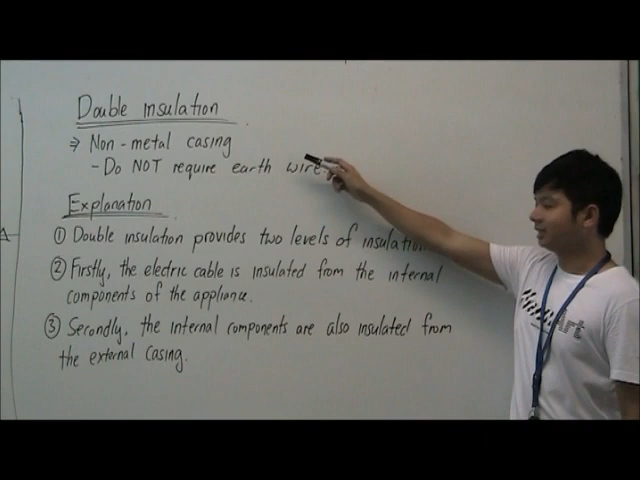 Double insulation
⇒ Non-metal casing
- Do NOT require earth wire.
Explanation
① Double insulation provides two levels of insulation.
② Firstly, the electric cable is insulated from the internal
components of the appliance.
③ Secondly, the internal components are also insulated from
the external casing.